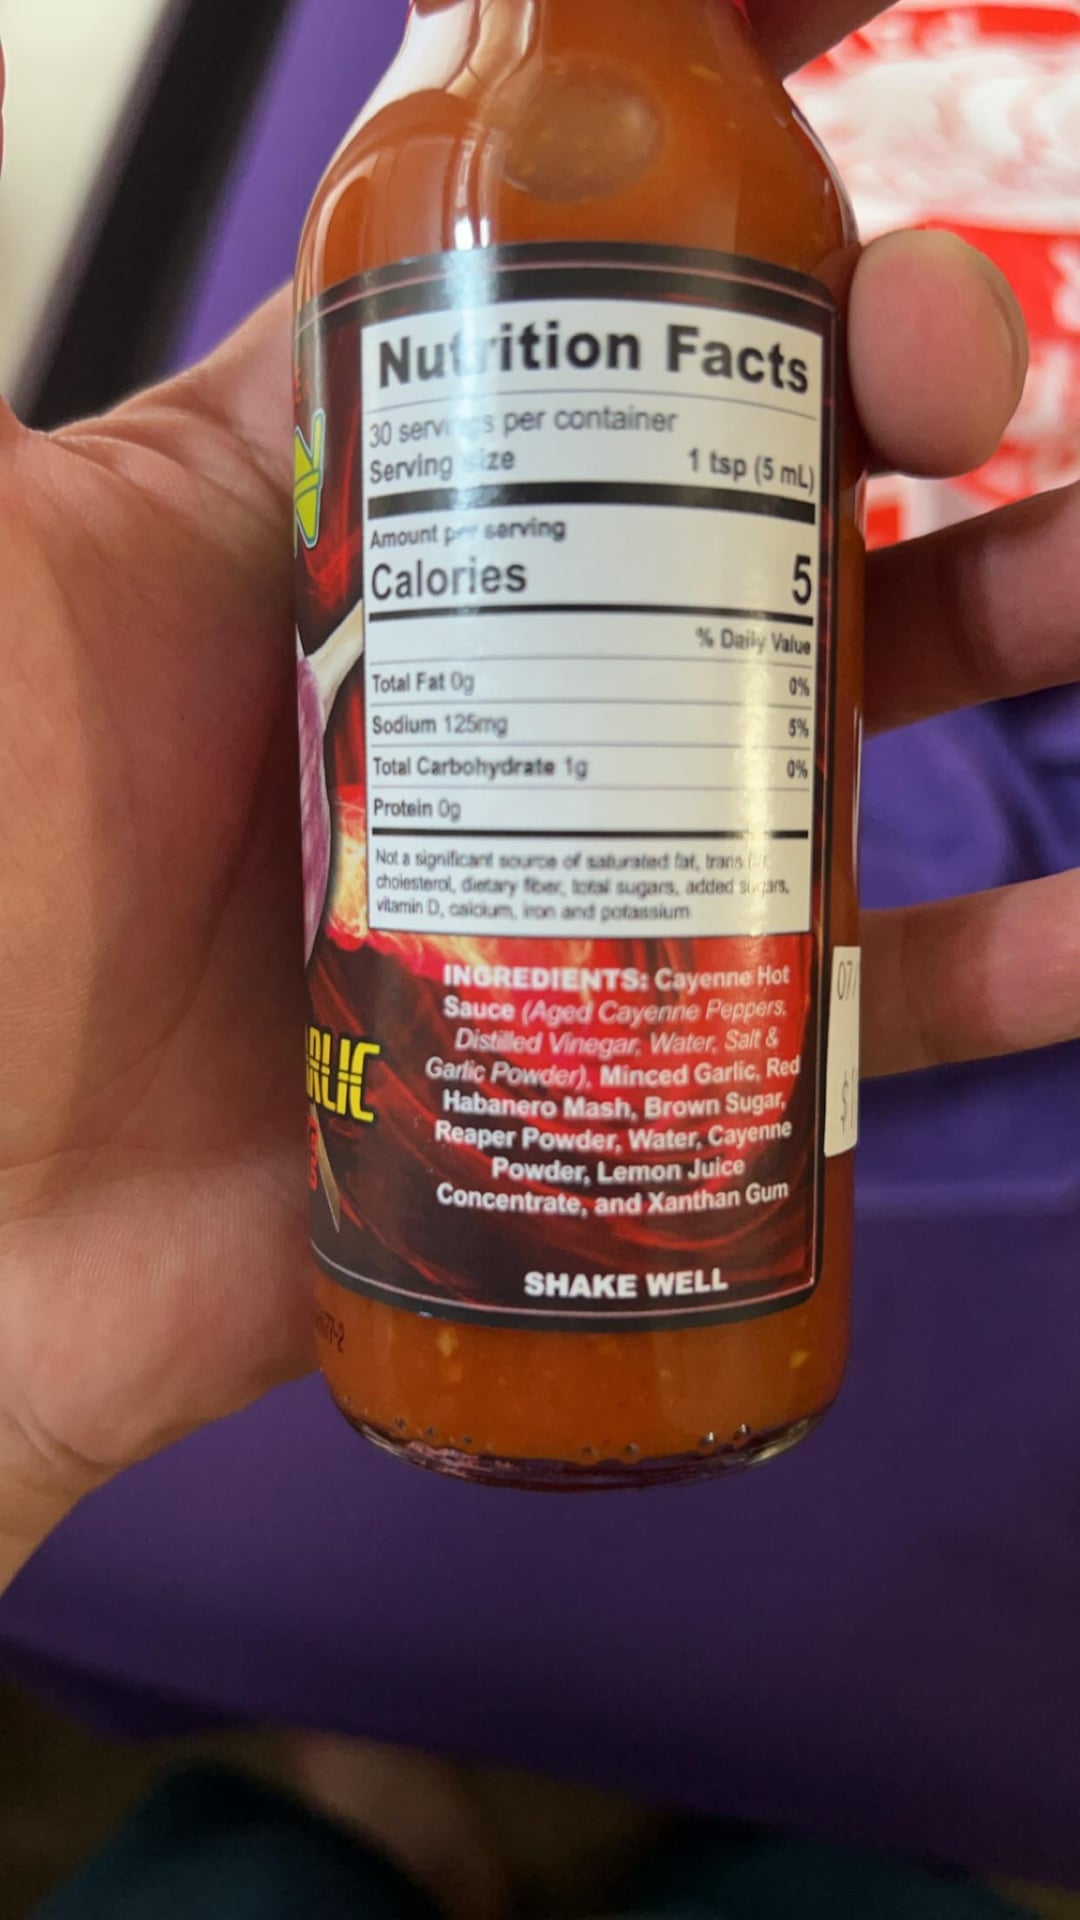 Nutrition Facts
30 servings per container
Serving size 1 tsp (5 mL)
Amount per serving
Calories 5
% Daily Value
Total Fat 0g 0%
Sodium 125mg 5%
Total Carbohydrate 1g 0%
Protein 0g
Not a significant source of saturated fat, trans fat,
cholesterol, dietary fiber, total sugars, added sugars,
vitamin D, calcium, iron and potassium
INGREDIENTS: Cayenne Hot
Sauce (Aged Cayenne Peppers,
Distilled Vinegar, Water, Salt &
Garlic Powder), Minced Garlic, Red
Habanero Mash, Brown Sugar,
Reaper Powder, Water, Cayenne
Powder, Lemon Juice
Concentrate, and Xanthan Gum
SHAKE WELL
N
RLIC
07/